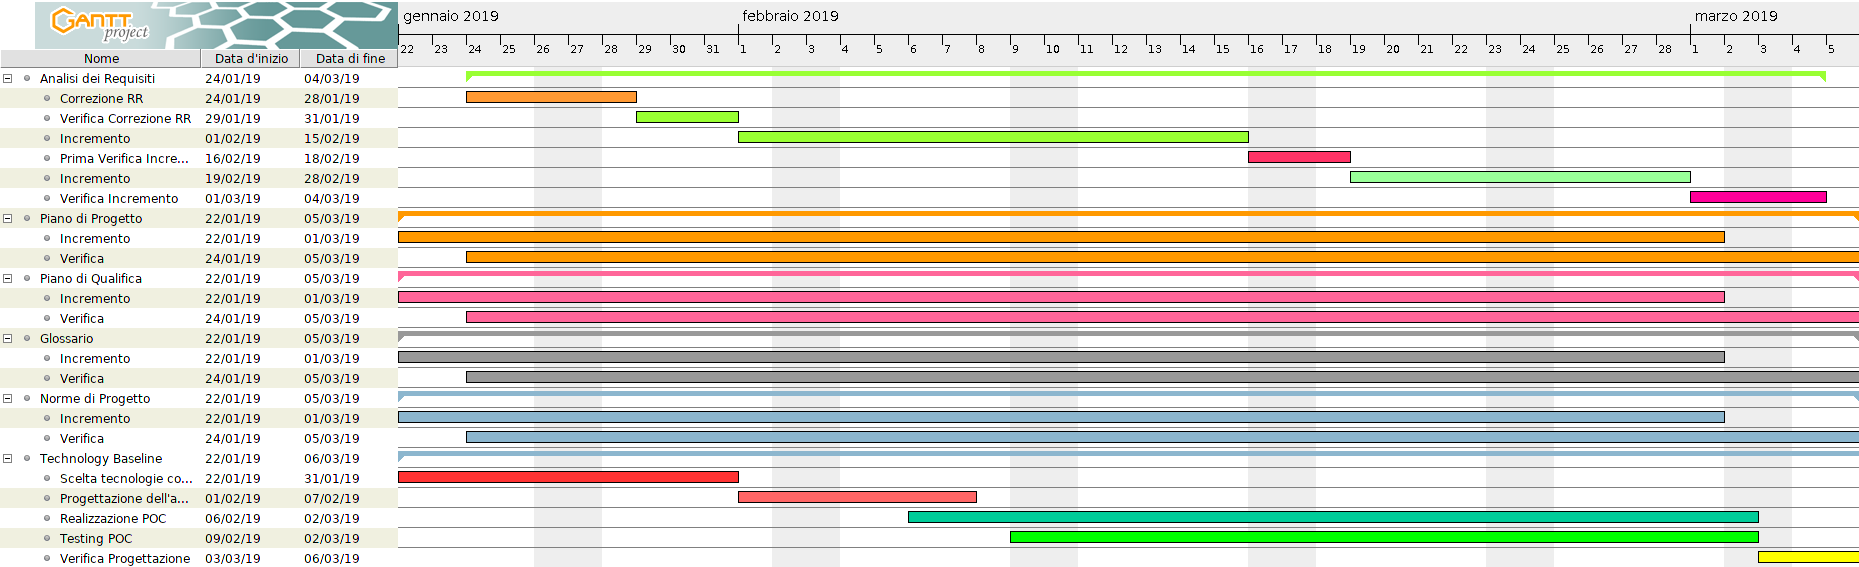 GANTT
project
gennaio 2019 febbraio 2019 marzo 2019
22 23 24 25 26 27 28 29 30 31 1 2 3 4 5 6 7 8 9 10 11 12 13 14 15 16 17 18 19 20 21 22 23 24 25 26 27 28 1 2 3 4 5
Nome Data d'inizio Data di fine
Analisi dei Requisiti 24/01/19 04/03/19
Correzione RR 24/01/19 28/01/19
Verifica Correzione RR 29/01/19 31/01/19
Incremento 01/02/19 15/02/19
Prima Verifica Incre... 16/02/19 18/02/19
Incremento 19/02/19 28/02/19
Verifica Incremento 01/03/19 04/03/19
Piano di Progetto 22/01/19 05/03/19
Incremento 22/01/19 01/03/19
Verifica 24/01/19 05/03/19
Piano di Qualifica 22/01/19 05/03/19
Incremento 22/01/19 01/03/19
Verifica 24/01/19 05/03/19
Glossario 22/01/19 05/03/19
Incremento 22/01/19 01/03/19
Verifica 24/01/19 05/03/19
Norme di Progetto 22/01/19 05/03/19
Incremento 22/01/19 01/03/19
Verifica 24/01/19 05/03/19
Technology Baseline 22/01/19 06/03/19
Scelta tecnologie co... 22/01/19 31/01/19
Progettazione dell'a... 01/02/19 07/02/19
Realizzazione POC 06/02/19 02/03/19
Testing POC 09/02/19 02/03/19
Verifica Progettazione 03/03/19 06/03/19